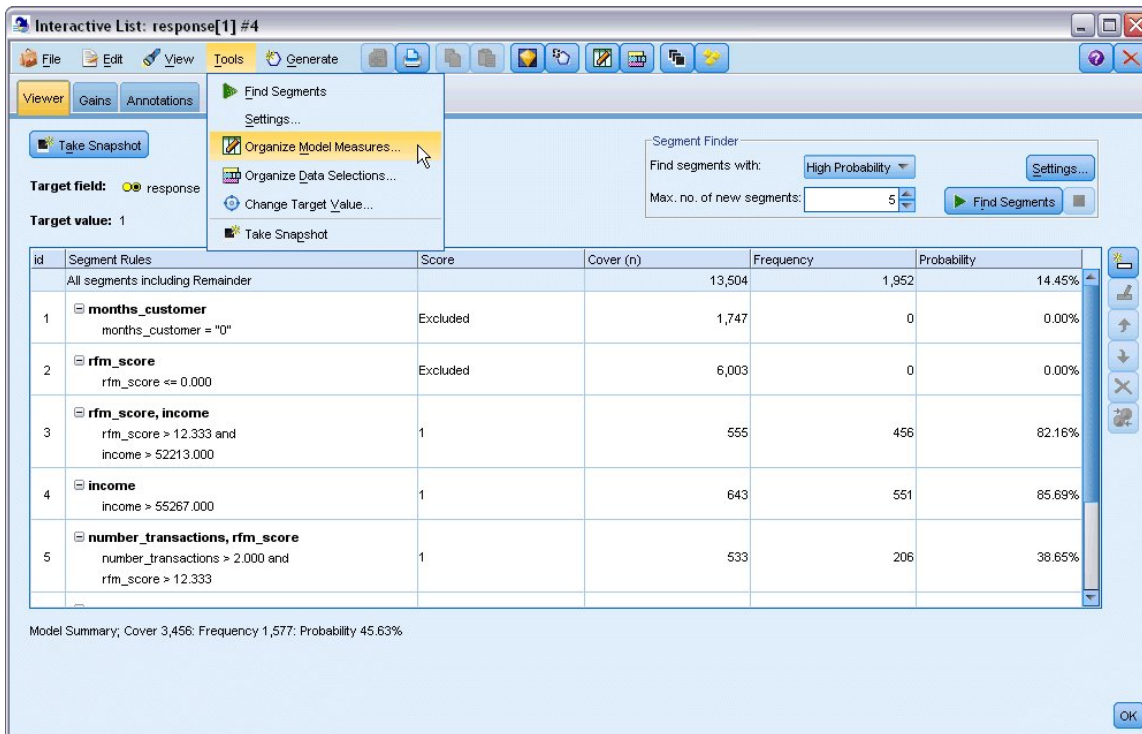 Interactive List: response[1] #4
File Edit View Tools Generate
Viewer Gains Annotations
Find Segments
Settings...
Organize Model Measures...
Organize Data Selections...
Change Target Value...
Take Snapshot
Take Snapshot
Target field: response
Target value: 1
Segment Finder
Find segments with: High Probability Settings...
Max. no. of new segments: 5 Find Segments
id Segment Rules Score Cover (n) Frequency Probability
All segments including Remainder 13,504 1,952 14.45%
1 months_customer Excluded 1,747 0 0.00%
months_customer = "0"
2 rfm_score Excluded 6,003 0 0.00%
rfm_score <= 0.000
3 rfm_score, income 1 555 456 82.16%
rfm_score > 12.333 and
income > 52213.000
4 income 1 643 551 85.69%
income > 55267.000
5 number_transactions, rfm_score 1 533 206 38.65%
number_transactions > 2.000 and
rfm_score > 12.333
Model Summary; Cover 3,456: Frequency 1,577: Probability 45.63%
OK